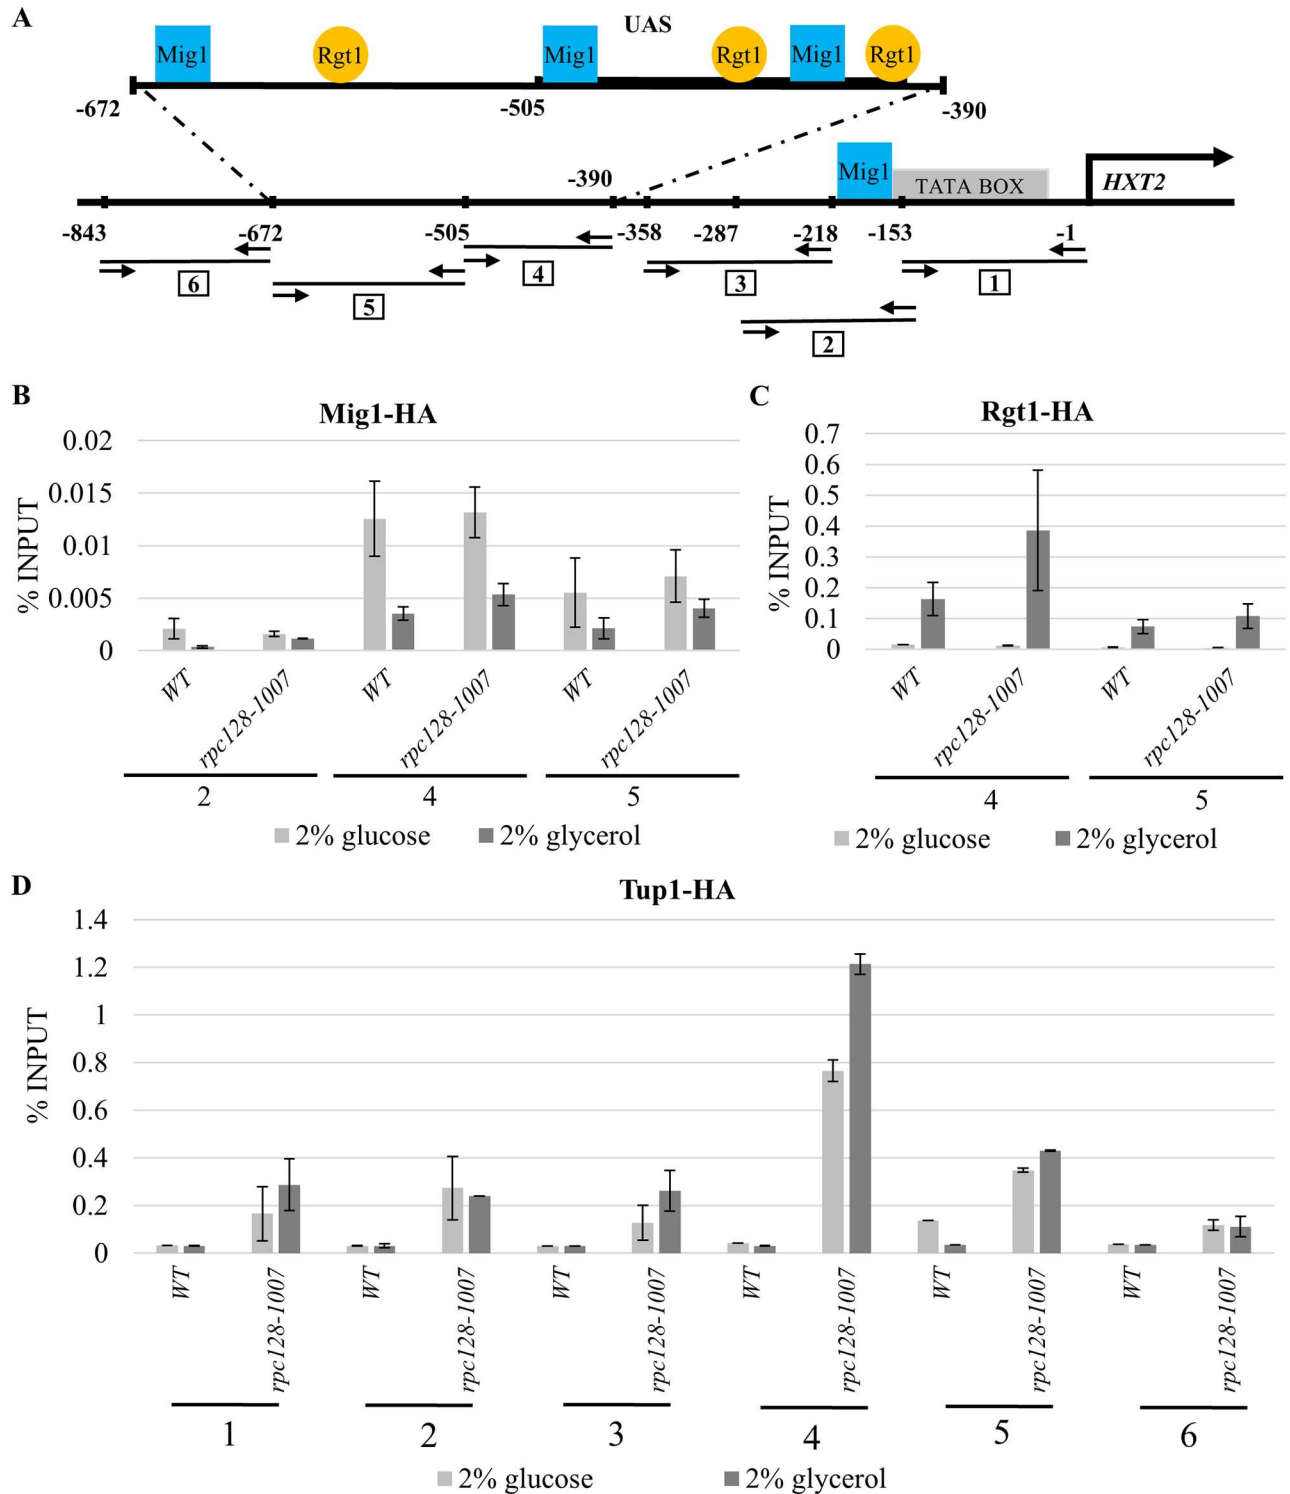 A
UAS
Mig1 Rgt1 Mig1 Rgt1 Mig1 Rgt1
-672 -505 -390
-390
Mig1 TATA BOX HXT2
-843 -672 -505 -358 -287 -218 -153 -1
6 5 4 3 2 1
B
Mig1-HA
% INPUT
0.02
0.015
0.01
0.005
0
WT rpc128-1007 WT rpc128-1007 WT rpc128-1007
2 4 5
2% glucose 2% glycerol
C
Rgt1-HA
% INPUT
0.7
0.6
0.5
0.4
0.3
0.2
0.1
0
WT rpc128-1007 WT rpc128-1007
4 5
2% glucose 2% glycerol
D
Tup1-HA
% INPUT
1.4
1.2
1
0.8
0.6
0.4
0.2
0
WT rpc128-1007 WT rpc128-1007 WT rpc128-1007 WT rpc128-1007 WT rpc128-1007 WT rpc128-1007
1 2 3 4 5 6
2% glucose 2% glycerol